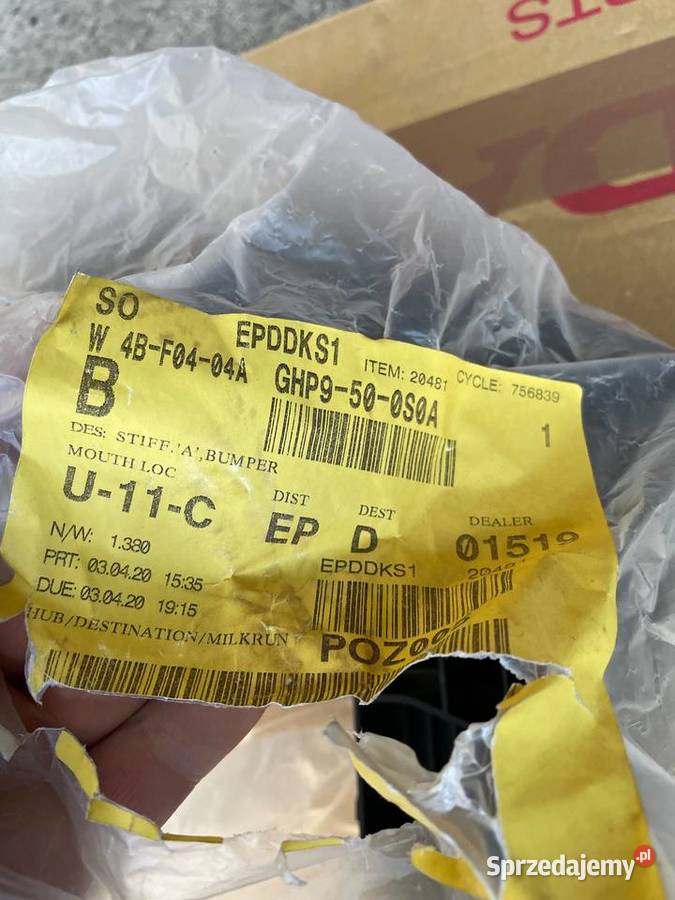 RTS
SO
W 4B-F04-04A
EPDDKS1
ITEM: 20481
CYCLE: 756839
B
GHP9-50-0S0A
1
DES: STIFF.'A',BUMPER
MOUTH LOC
U-11-C
DIST
DEST
DEALER
EP
D
01519
EPDDKS1
N/W: 1.380
PRT: 03.04.20 15:35
DUE: 03.04.20 19:15
HUB/DESTINATION/MILKRUN
POZ
Sprzedajemy.pl